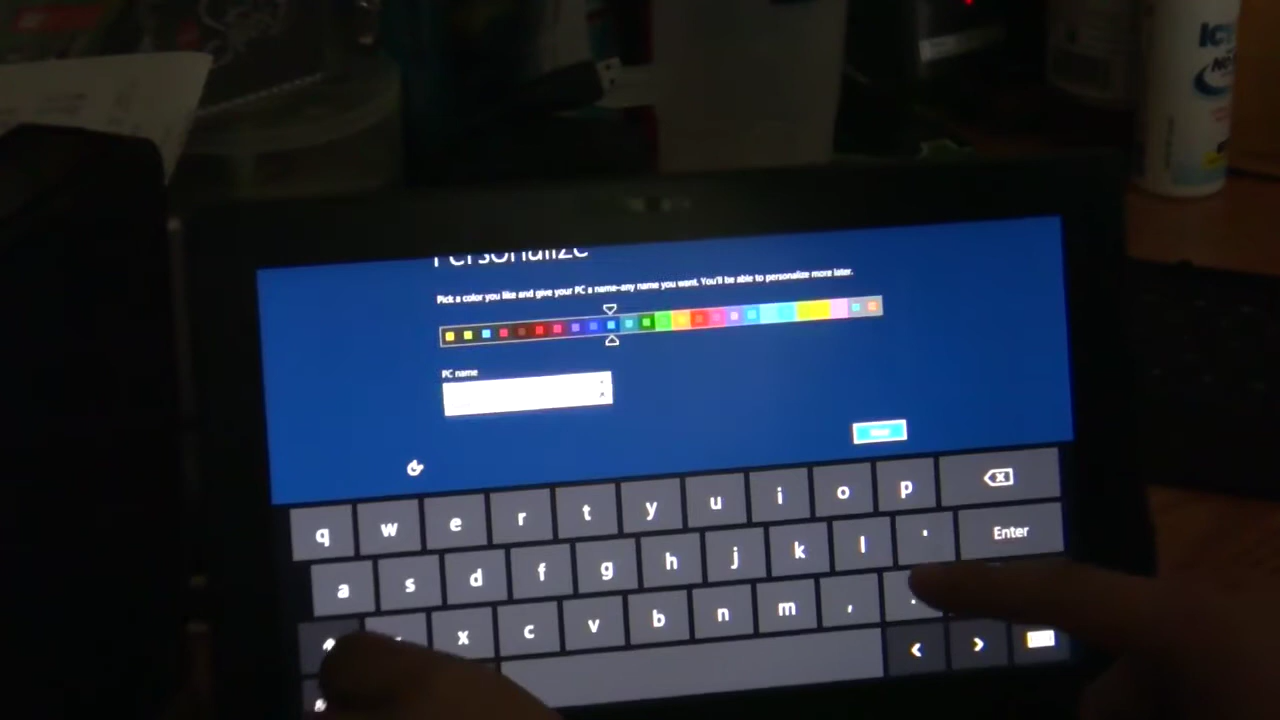 Personalize
Pick a color you like and give your PC a name–any name you want. You'll be able to personalize more later.
PC name
q w e r t y u i o p
a s d f g h j k l ' Enter
x c v b n m , .
< >